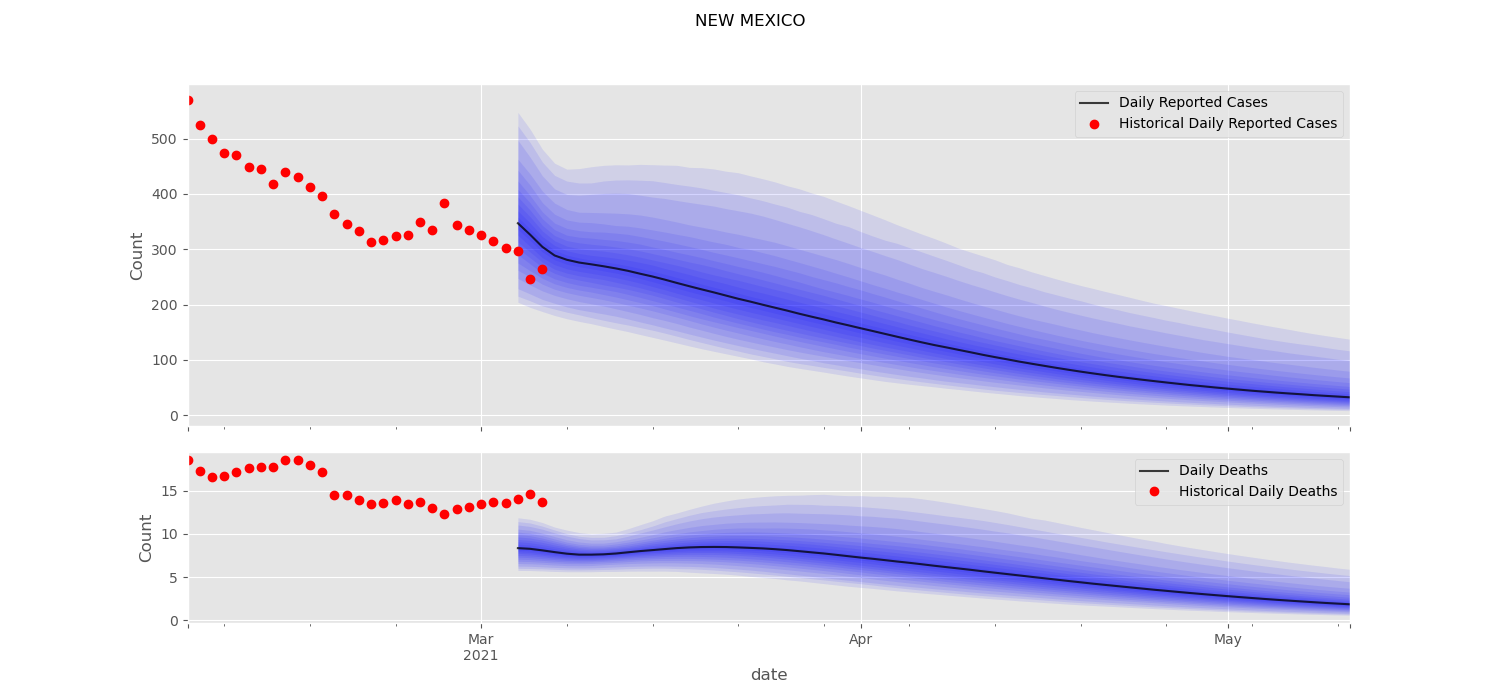 NEW MEXICO
Daily Reported Cases
Historical Daily Reported Cases
Count
500
400
300
200
100
0
Daily Deaths
Historical Daily Deaths
Count
15
10
5
0
Mar
2021
Apr
May
date